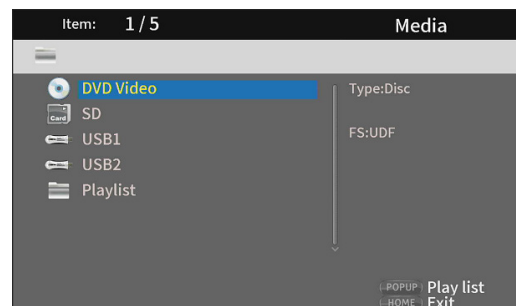 Item: 1/5 Media
DVD Video
Type:Disc
Card SD
FS:UDF
USB1
USB2
Playlist
POPUP Play list
HOME Exit